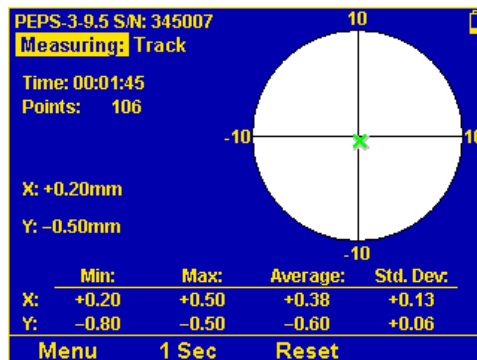 PEPS-3-9.5 S/N: 345007
Measuring: Track
Time: 00:01:45
Points: 106
10
-10
10
-10
X: +0.20mm
Y: −0.50mm
Min: Max: Average: Std. Dev:
X: +0.20 +0.50 +0.38 +0.13
Y: −0.80 −0.50 −0.60 +0.06
Menu 1 Sec Reset